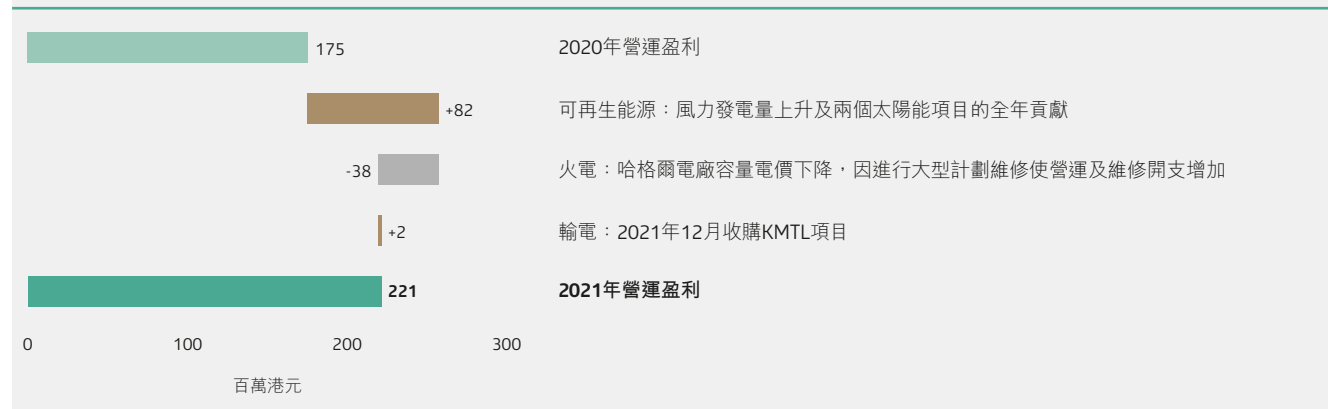 175 2020年營運盈利
+82 可再生能源：風力發電量上升及兩個太陽能項目的全年貢獻
-38 火電：哈格爾電廠容量電價下降，因進行大型計劃維修使營運及維修開支增加
+2 輸電：2021年12月收購KMTL項目
221 2021年營運盈利
0 100 200 300
百萬港元